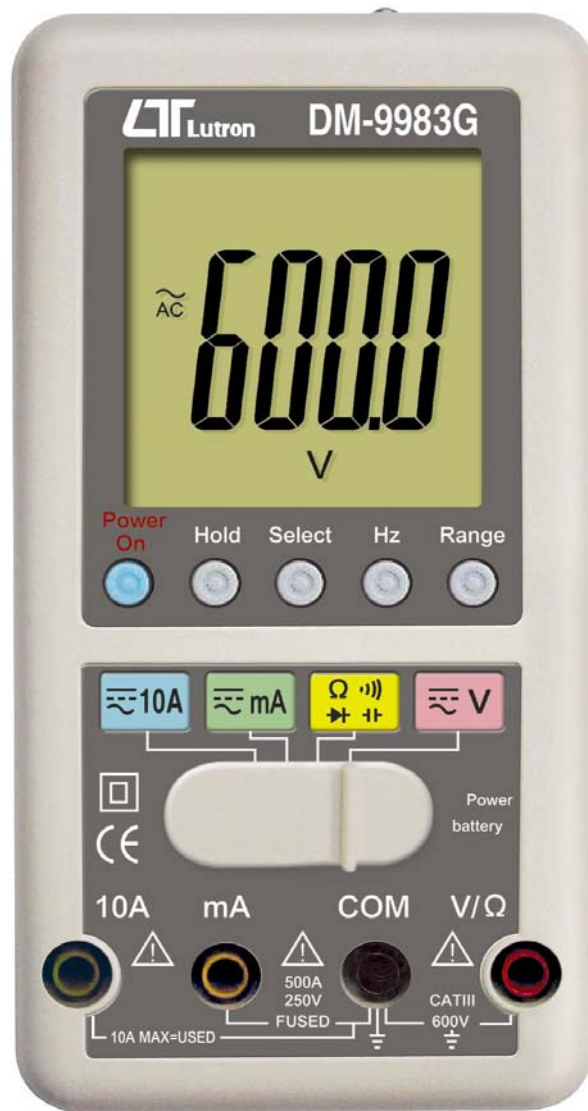 LT Lutron DM-9983G
AC 600.0
V
Power On Hold Select Hz Range
10A mA Ω V
Power battery
CE
10A mA COM V/Ω
500A 250V FUSED
CATIII 600V
10A MAX=USED